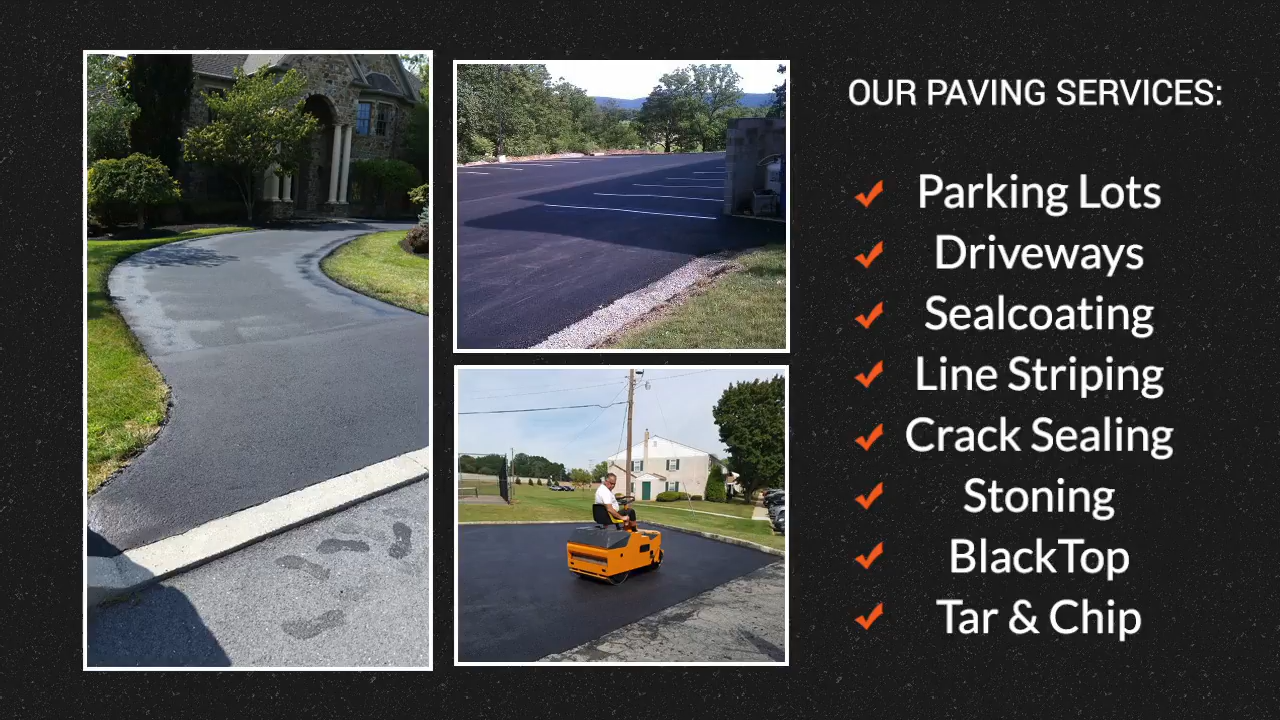 OUR PAVING SERVICES:
Parking Lots
Driveways
Sealcoating
Line Striping
Crack Sealing
Stoning
BlackTop
Tar & Chip